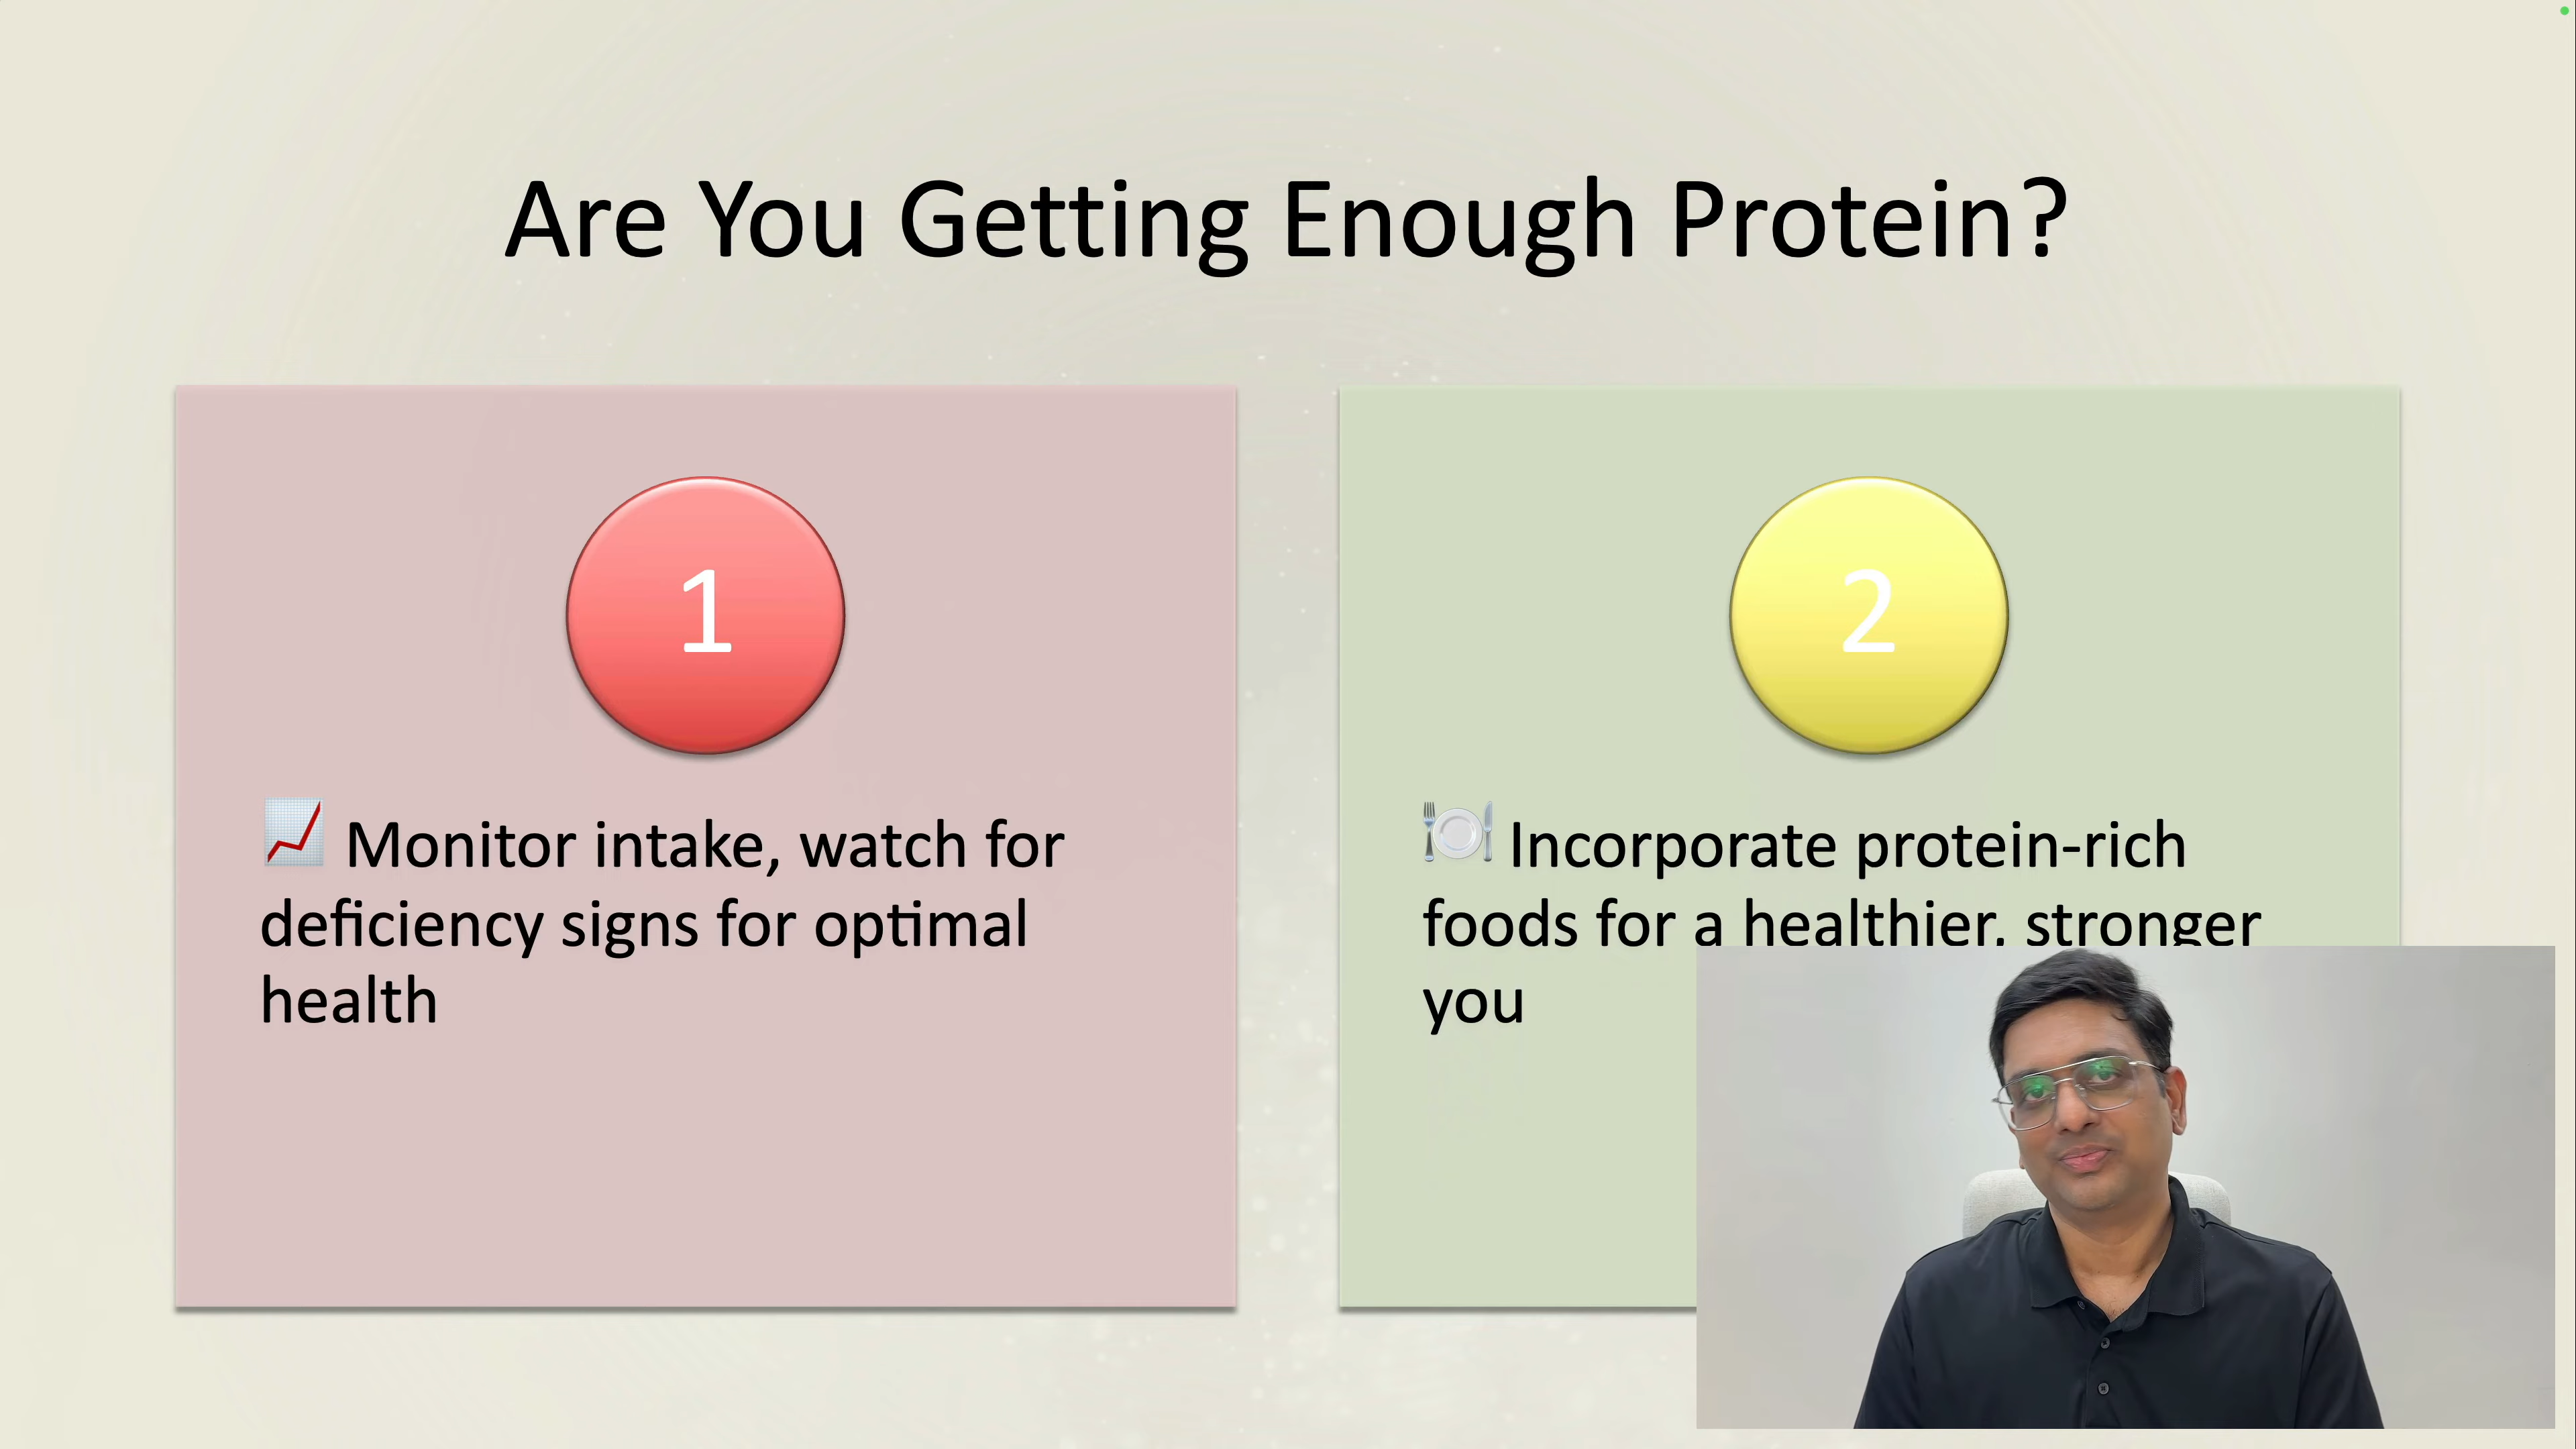 Are You Getting Enough Protein?
1
📈 Monitor intake, watch for
deficiency signs for optimal
health
2
🍽️ Incorporate protein-rich
foods for a healthier, stronger
you